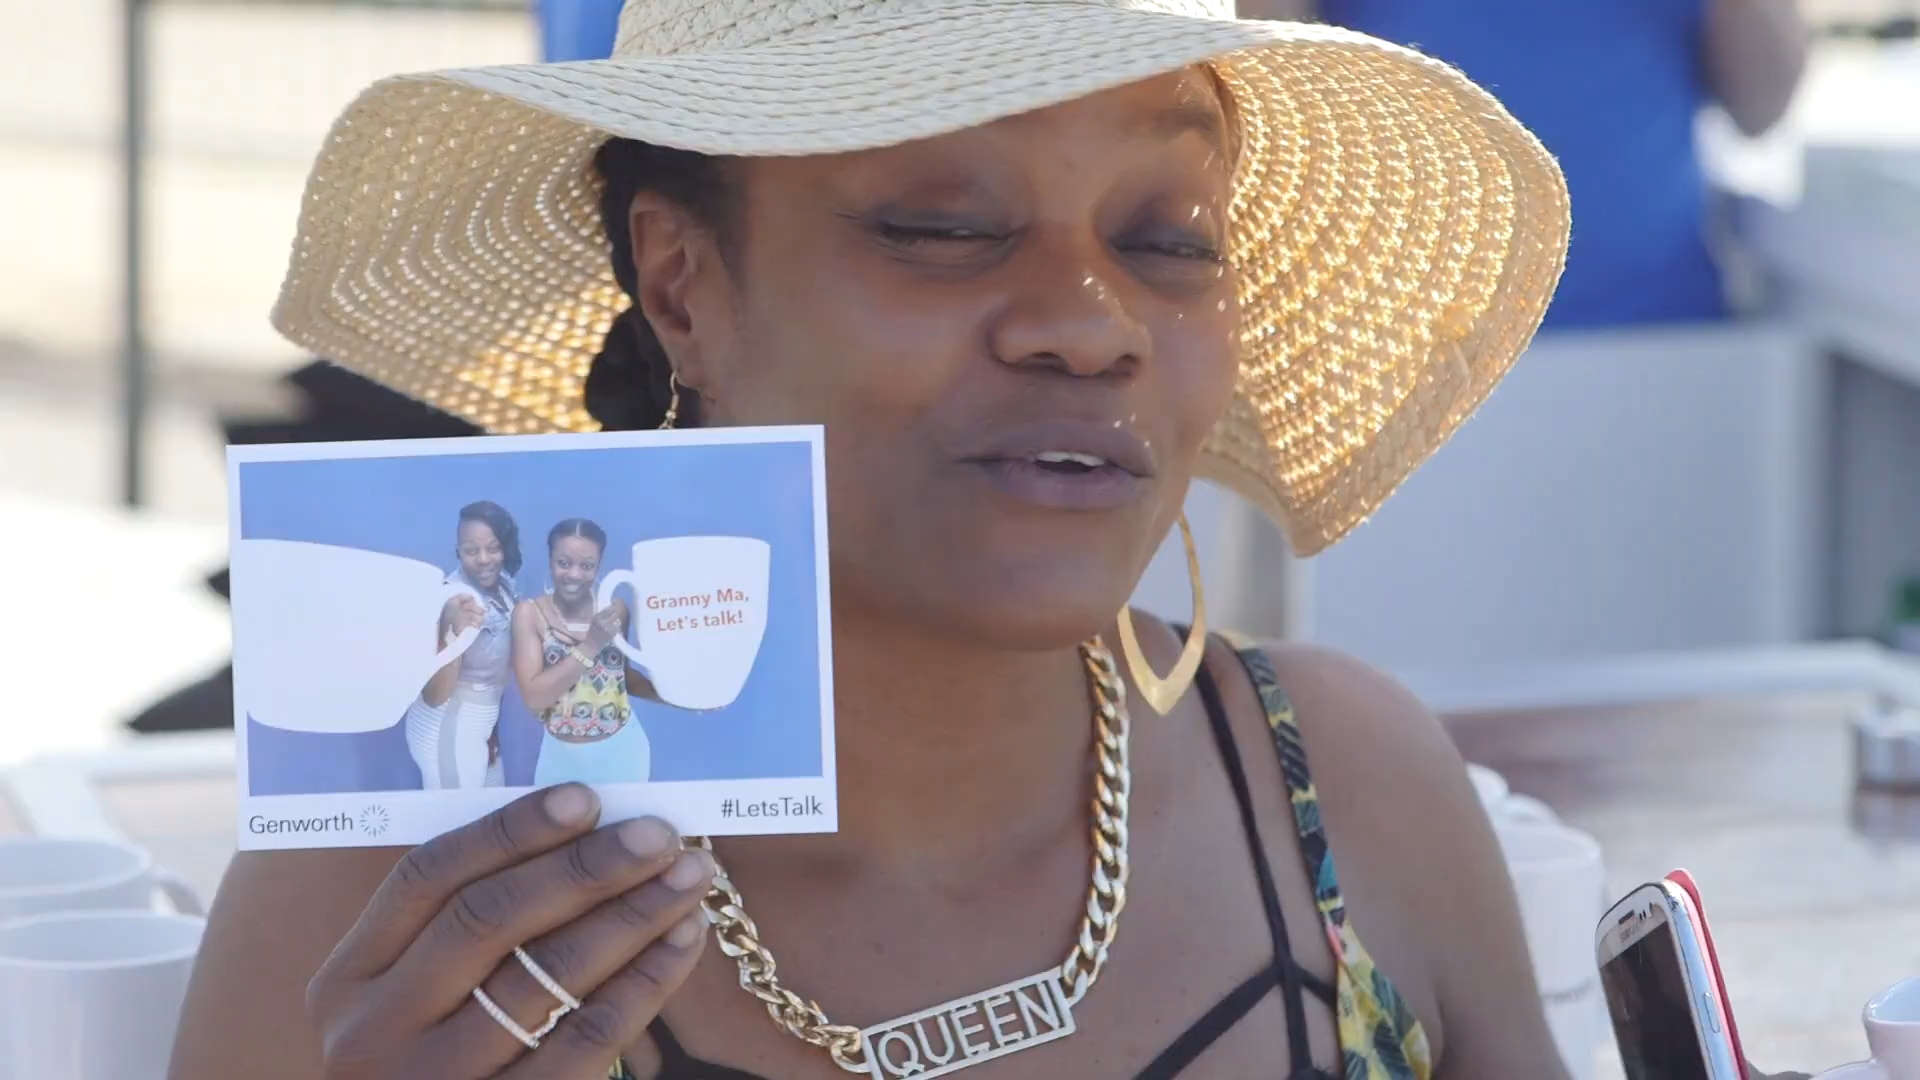 Granny Ma,
Let's talk!
Genworth
#LetsTalk
QUEEN